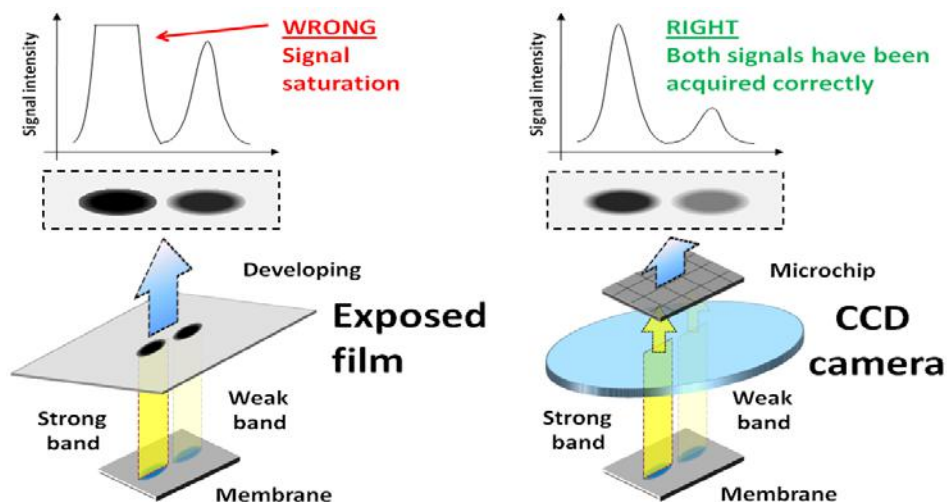 Signal intensity
WRONG
Signal
saturation
Developing
Exposed
film
Strong
band
Weak
band
Membrane
Signal intensity
RIGHT
Both signals have been
acquired correctly
Microchip
CCD
camera
Strong
band
Weak
band
Membrane